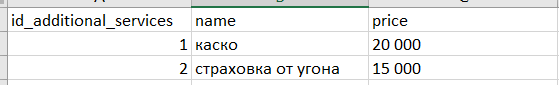 id_additional_services name price
1 каско 20 000
2 страховка от угона 15 000